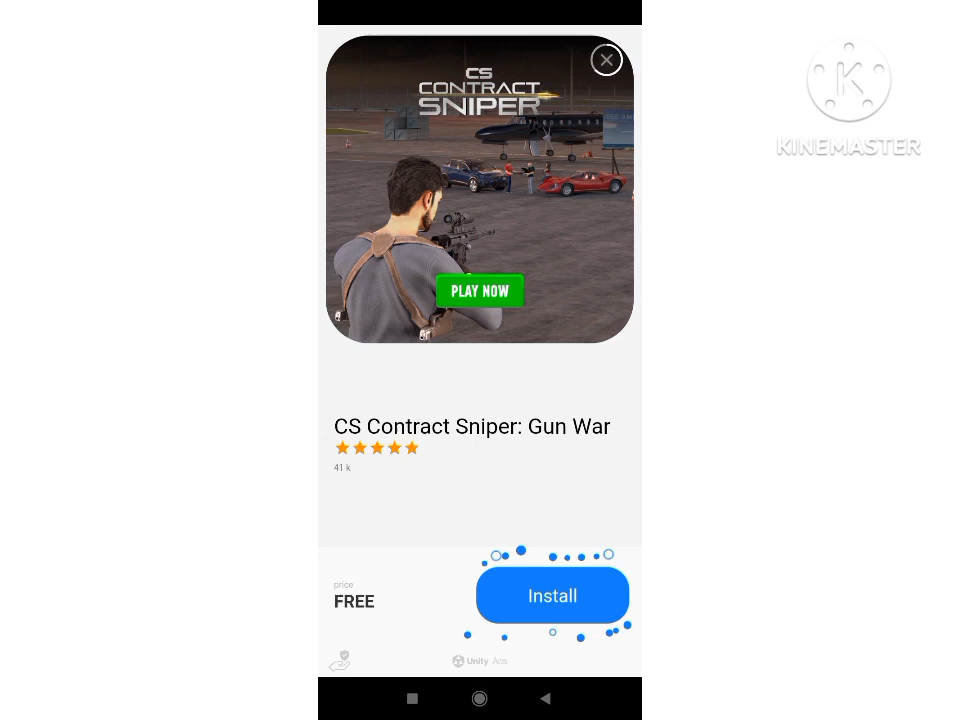 CS
CONTRACT
SNIPER
PLAY NOW
CS Contract Sniper: Gun War
41 k
price
FREE
Install
Unity Ads
K
KINEMASTER